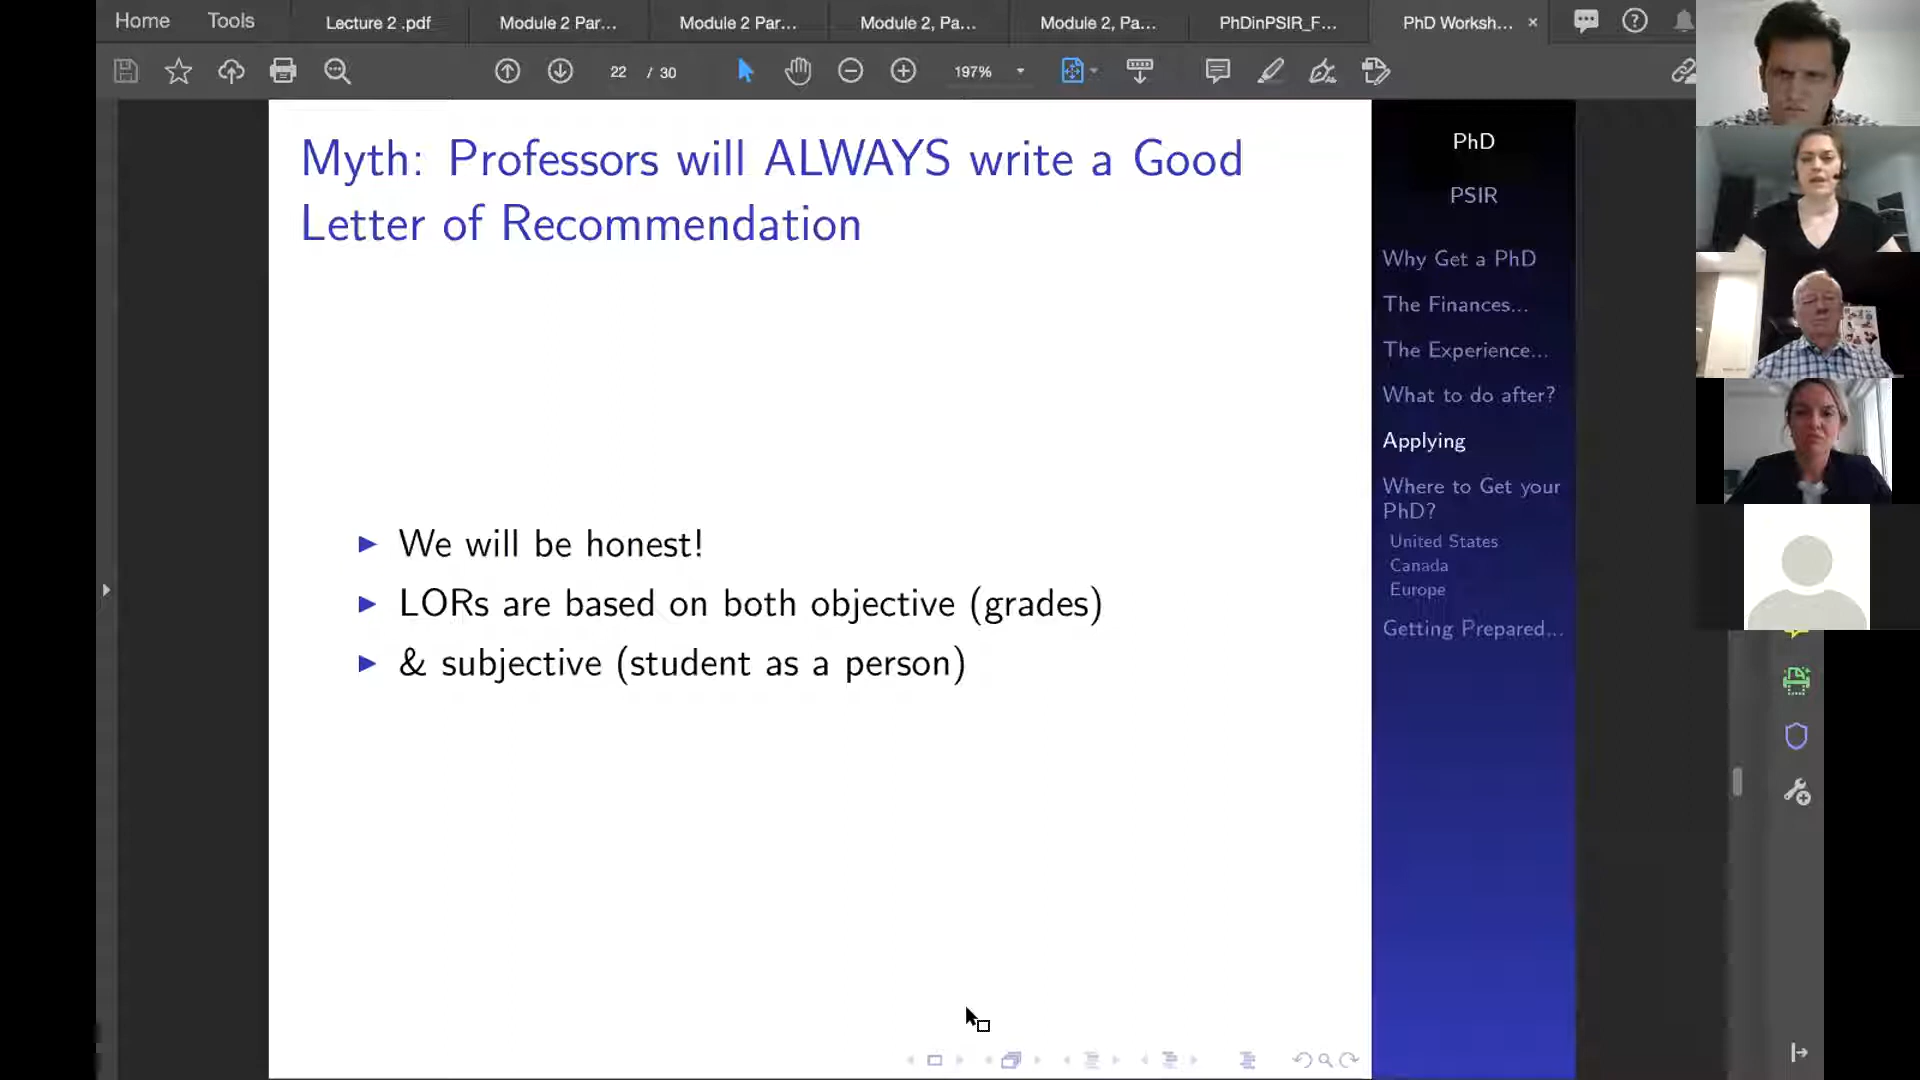 Home Tools Lecture 2 .pdf Module 2 Par... Module 2 Par... Module 2, Pa... Module 2, Pa... PhDinPSIR_F... PhD Worksh... ×
22 / 30 197%
Myth: Professors will ALWAYS write a Good
Letter of Recommendation
We will be honest!
LORs are based on both objective (grades)
& subjective (student as a person)
PhD
PSIR
Why Get a PhD
The Finances...
The Experience...
What to do after?
Applying
Where to Get your
PhD?
United States
Canada
Europe
Getting Prepared...